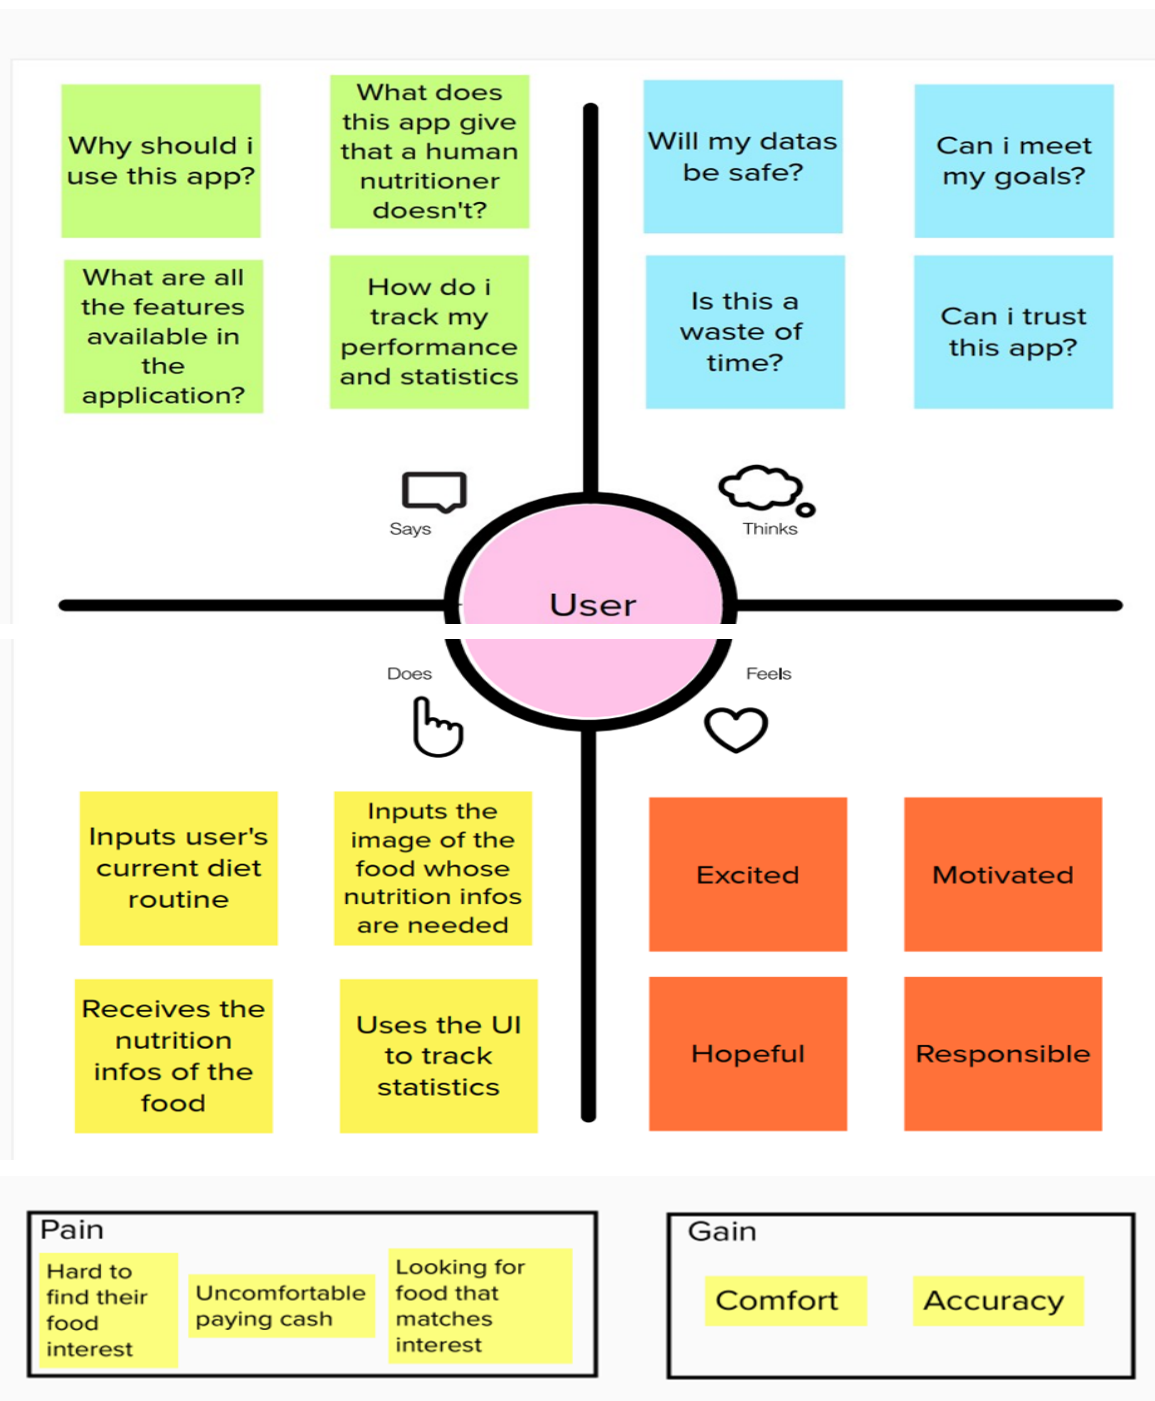 Why should i
use this app?
What does
this app give
that a human
nutritioner
doesn't?
Will my datas
be safe?
Can i meet
my goals?
What are all
the features
available in
the
application?
How do i
track my
performance
and statistics
Is this a
waste of
time?
Can i trust
this app?
Says
Thinks
User
Does
Feels
Inputs user's
current diet
routine
Inputs the
image of the
food whose
nutrition infos
are needed
Excited
Motivated
Receives the
nutrition
infos of the
food
Uses the UI
to track
statistics
Hopeful
Responsible
Pain
Hard to
find their
food
interest
Uncomfortable
paying cash
Looking for
food that
matches
interest
Gain
Comfort
Accuracy